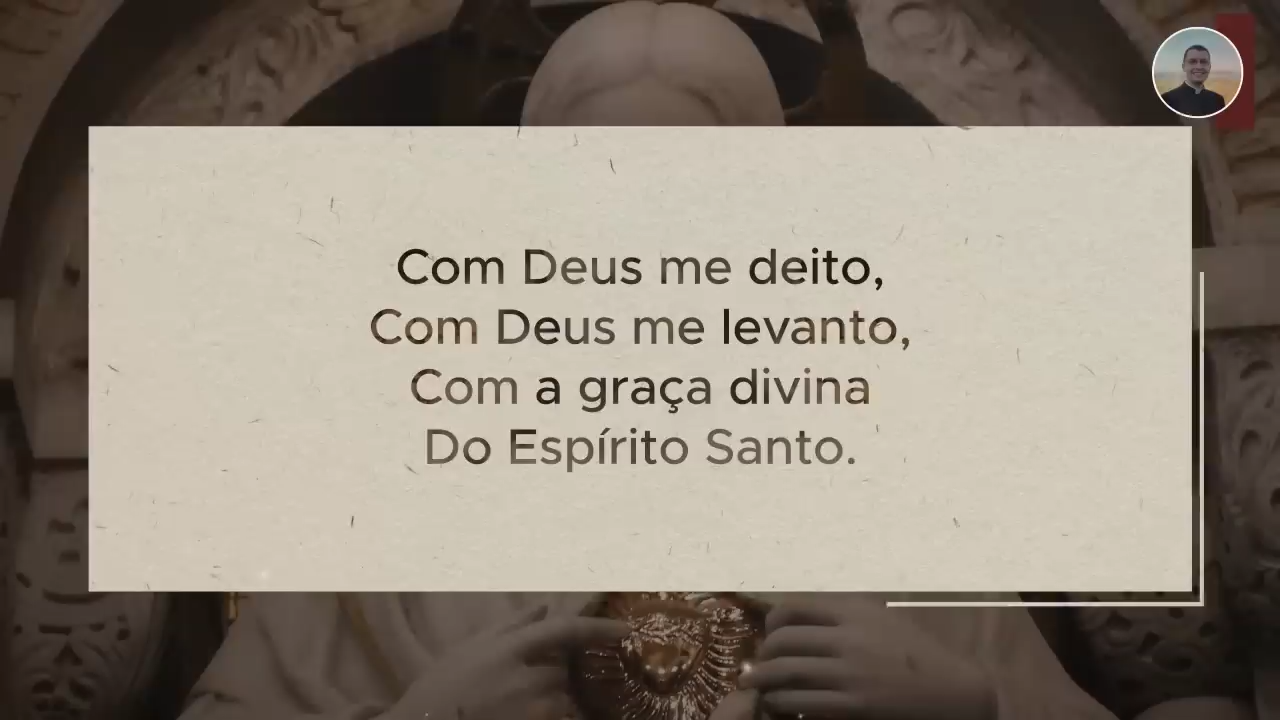 Com Deus me deito,
Com Deus me levanto,
Com a graça divina
Do Espírito Santo.